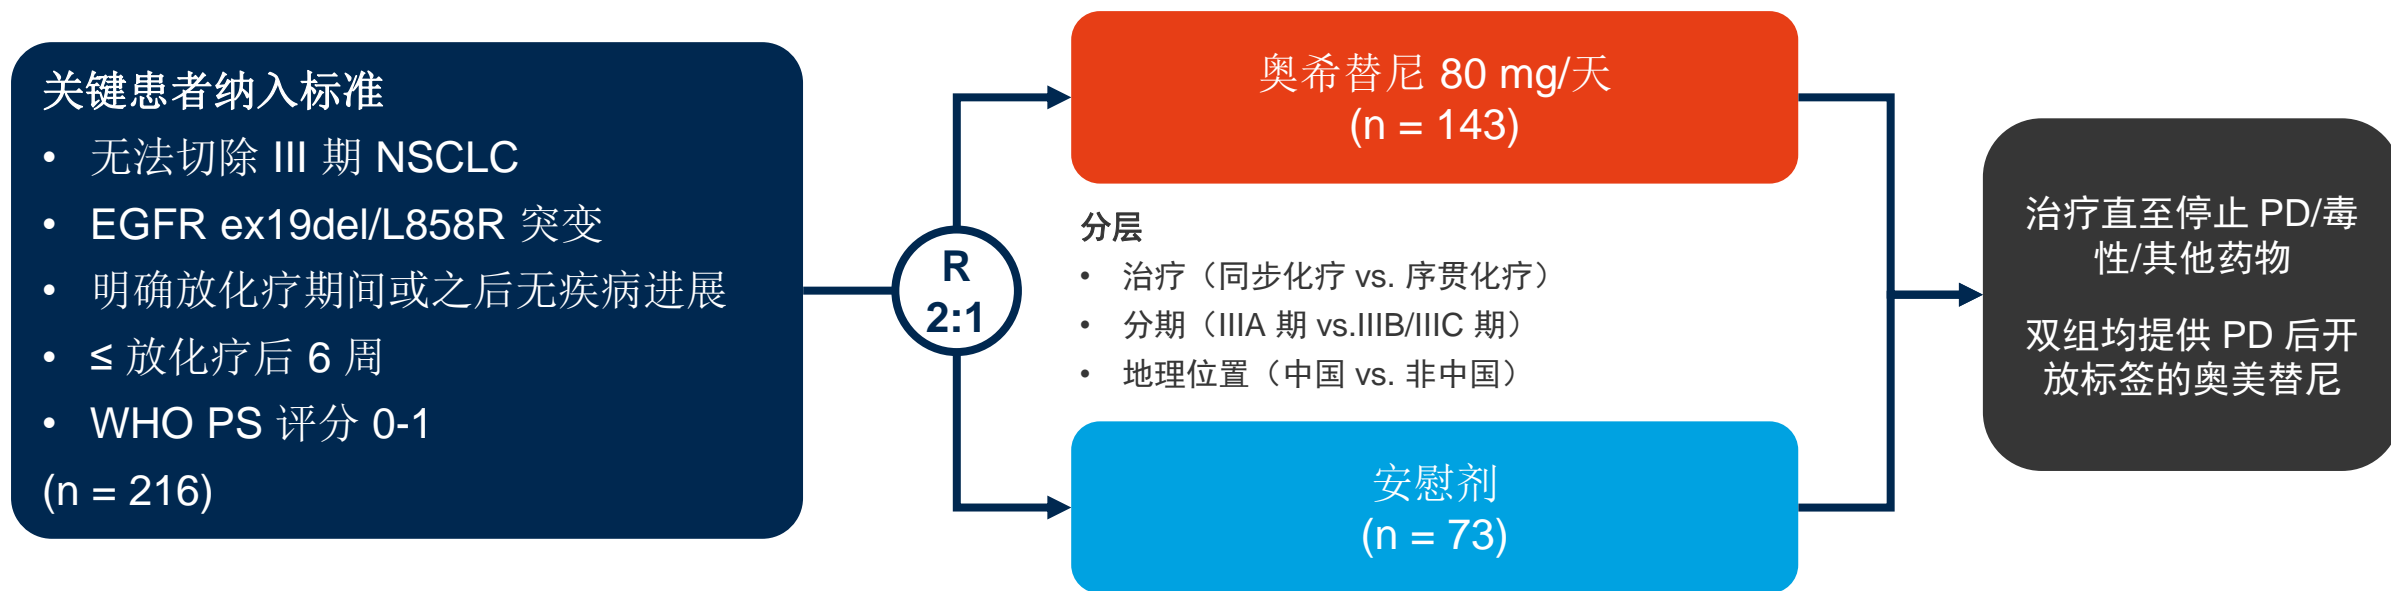 关键患者纳入标准
• 无法切除 III 期 NSCLC
• EGFR ex19del/L858R 突变
• 明确放化疗期间或之后无疾病进展
• ≤ 放化疗后 6 周
• WHO PS 评分 0-1
(n = 216)
R
2:1
奥希替尼 80 mg/天
(n = 143)
分层
• 治疗（同步化疗 vs. 序贯化疗）
• 分期（IIIA 期 vs.IIIB/IIIC 期）
• 地理位置（中国 vs. 非中国）
安慰剂
(n = 73)
治疗直至停止 PD/毒
性/其他药物
双组均提供 PD 后开
放标签的奥美替尼